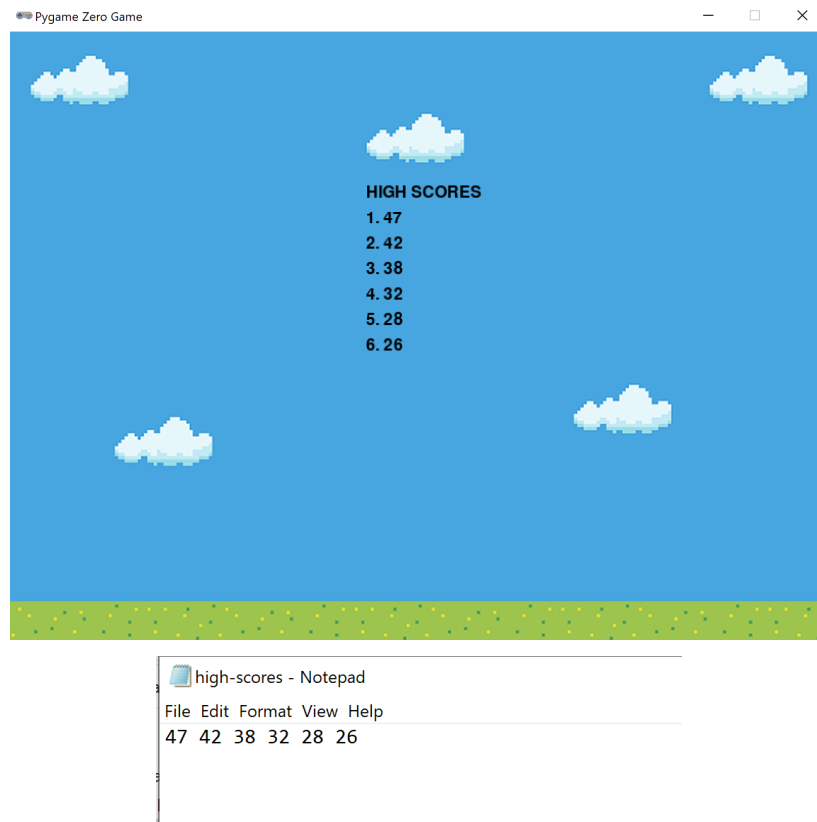 Pygame Zero Game
HIGH SCORES
1. 47
2. 42
3. 38
4. 32
5. 28
6. 26
high-scores - Notepad
File Edit Format View Help
47 42 38 32 28 26